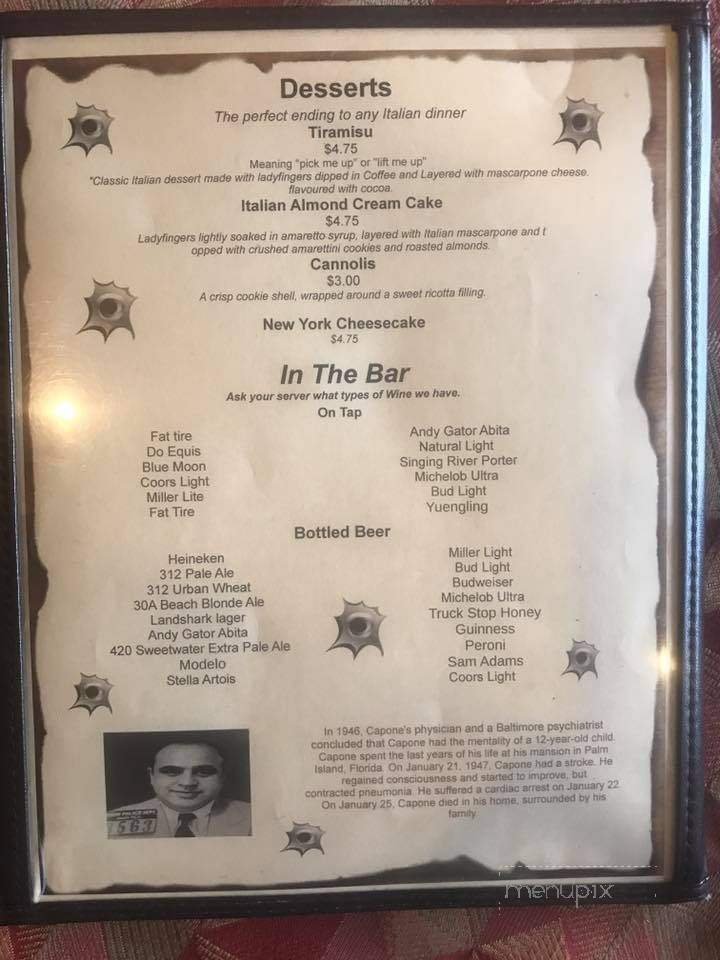 Desserts
The perfect ending to any Italian dinner
Tiramisu
$4.75
Meaning "pick me up" or "lift me up"
"Classic Italian dessert made with ladyfingers dipped in Coffee and Layered with mascarpone cheese.
flavoured with cocoa.
Italian Almond Cream Cake
$4.75
Ladyfingers lightly soaked in amaretto syrup, layered with Italian mascarpone and t
opped with crushed amarettini cookies and roasted almonds.
Cannolis
$3.00
A crisp cookie shell, wrapped around a sweet ricotta filling.
New York Cheesecake
$4.75
In The Bar
Ask your server what types of Wine we have.
On Tap
Fat tire
Do Equis
Blue Moon
Coors Light
Miller Lite
Fat Tire
Andy Gator Abita
Natural Light
Singing River Porter
Michelob Ultra
Bud Light
Yuengling
Bottled Beer
Heineken
312 Pale Ale
312 Urban Wheat
30A Beach Blonde Ale
Landshark lager
Andy Gator Abita
420 Sweetwater Extra Pale Ale
Modelo
Stella Artois
Miller Light
Bud Light
Budweiser
Michelob Ultra
Truck Stop Honey
Guinness
Peroni
Sam Adams
Coors Light
In 1946, Capone's physician and a Baltimore psychiatrist
concluded that Capone had the mentality of a 12-year-old child.
Capone spent the last years of his life at his mansion in Palm
Island, Florida. On January 21, 1947, Capone had a stroke. He
regained consciousness and started to improve, but
contracted pneumonia. He suffered a cardiac arrest on January 22
On January 25, Capone died in his home, surrounded by his
family
563
menupix